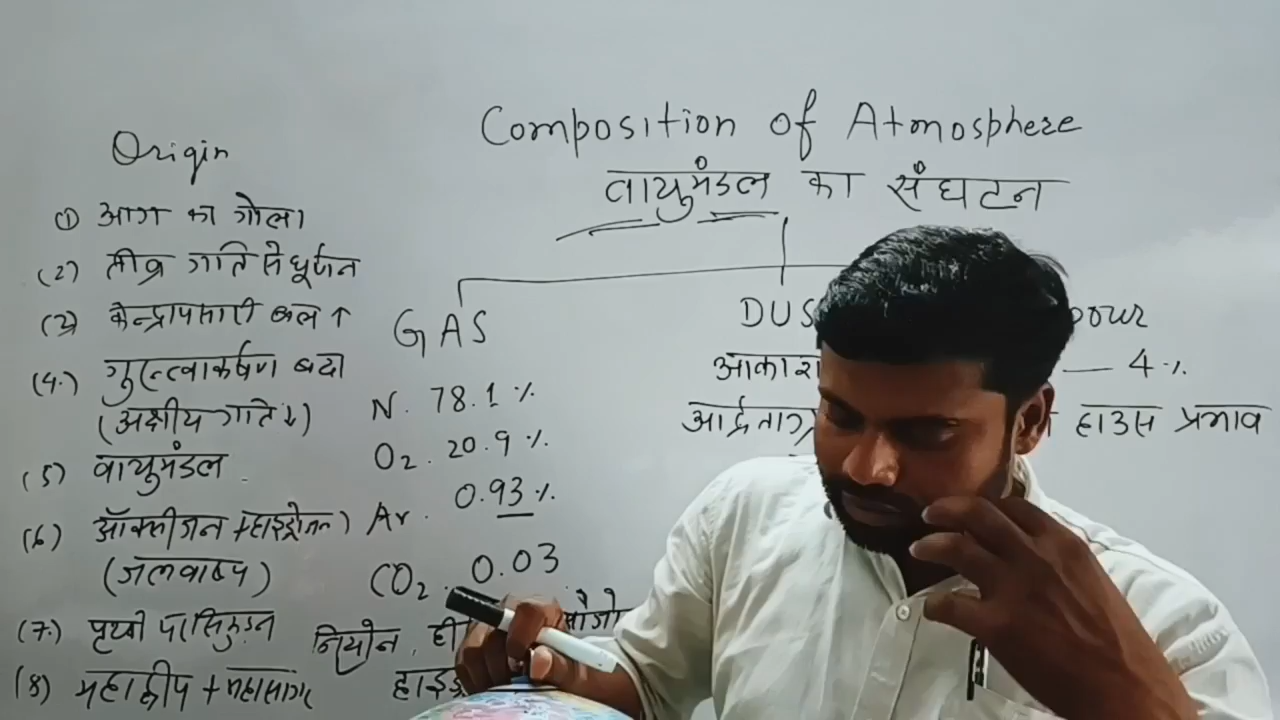 Composition of Atmosphere
वायुमंडल का संघटन
Origin
(1) आग का गोला
(2) तीव्र गति से घूर्णन
(3) केन्द्रापसारी बल ↑
(4.) गुरुत्वाकर्षण बढा
(अक्षीय गति ↓)
(5) वायुमंडल
(6) ऑक्सीजन + हाइड्रोजन)
(जलवाष्प)
(7.) पृथ्वी पर सिकुड़न
(8) महाद्वीप + महासागर
GAS
N. 78.1 %
O2. 20.9 %
Ar. 0.93 %
CO2. 0.03
नियोन,
DUS
आकाश
— 4 %
हाउस प्रभाव